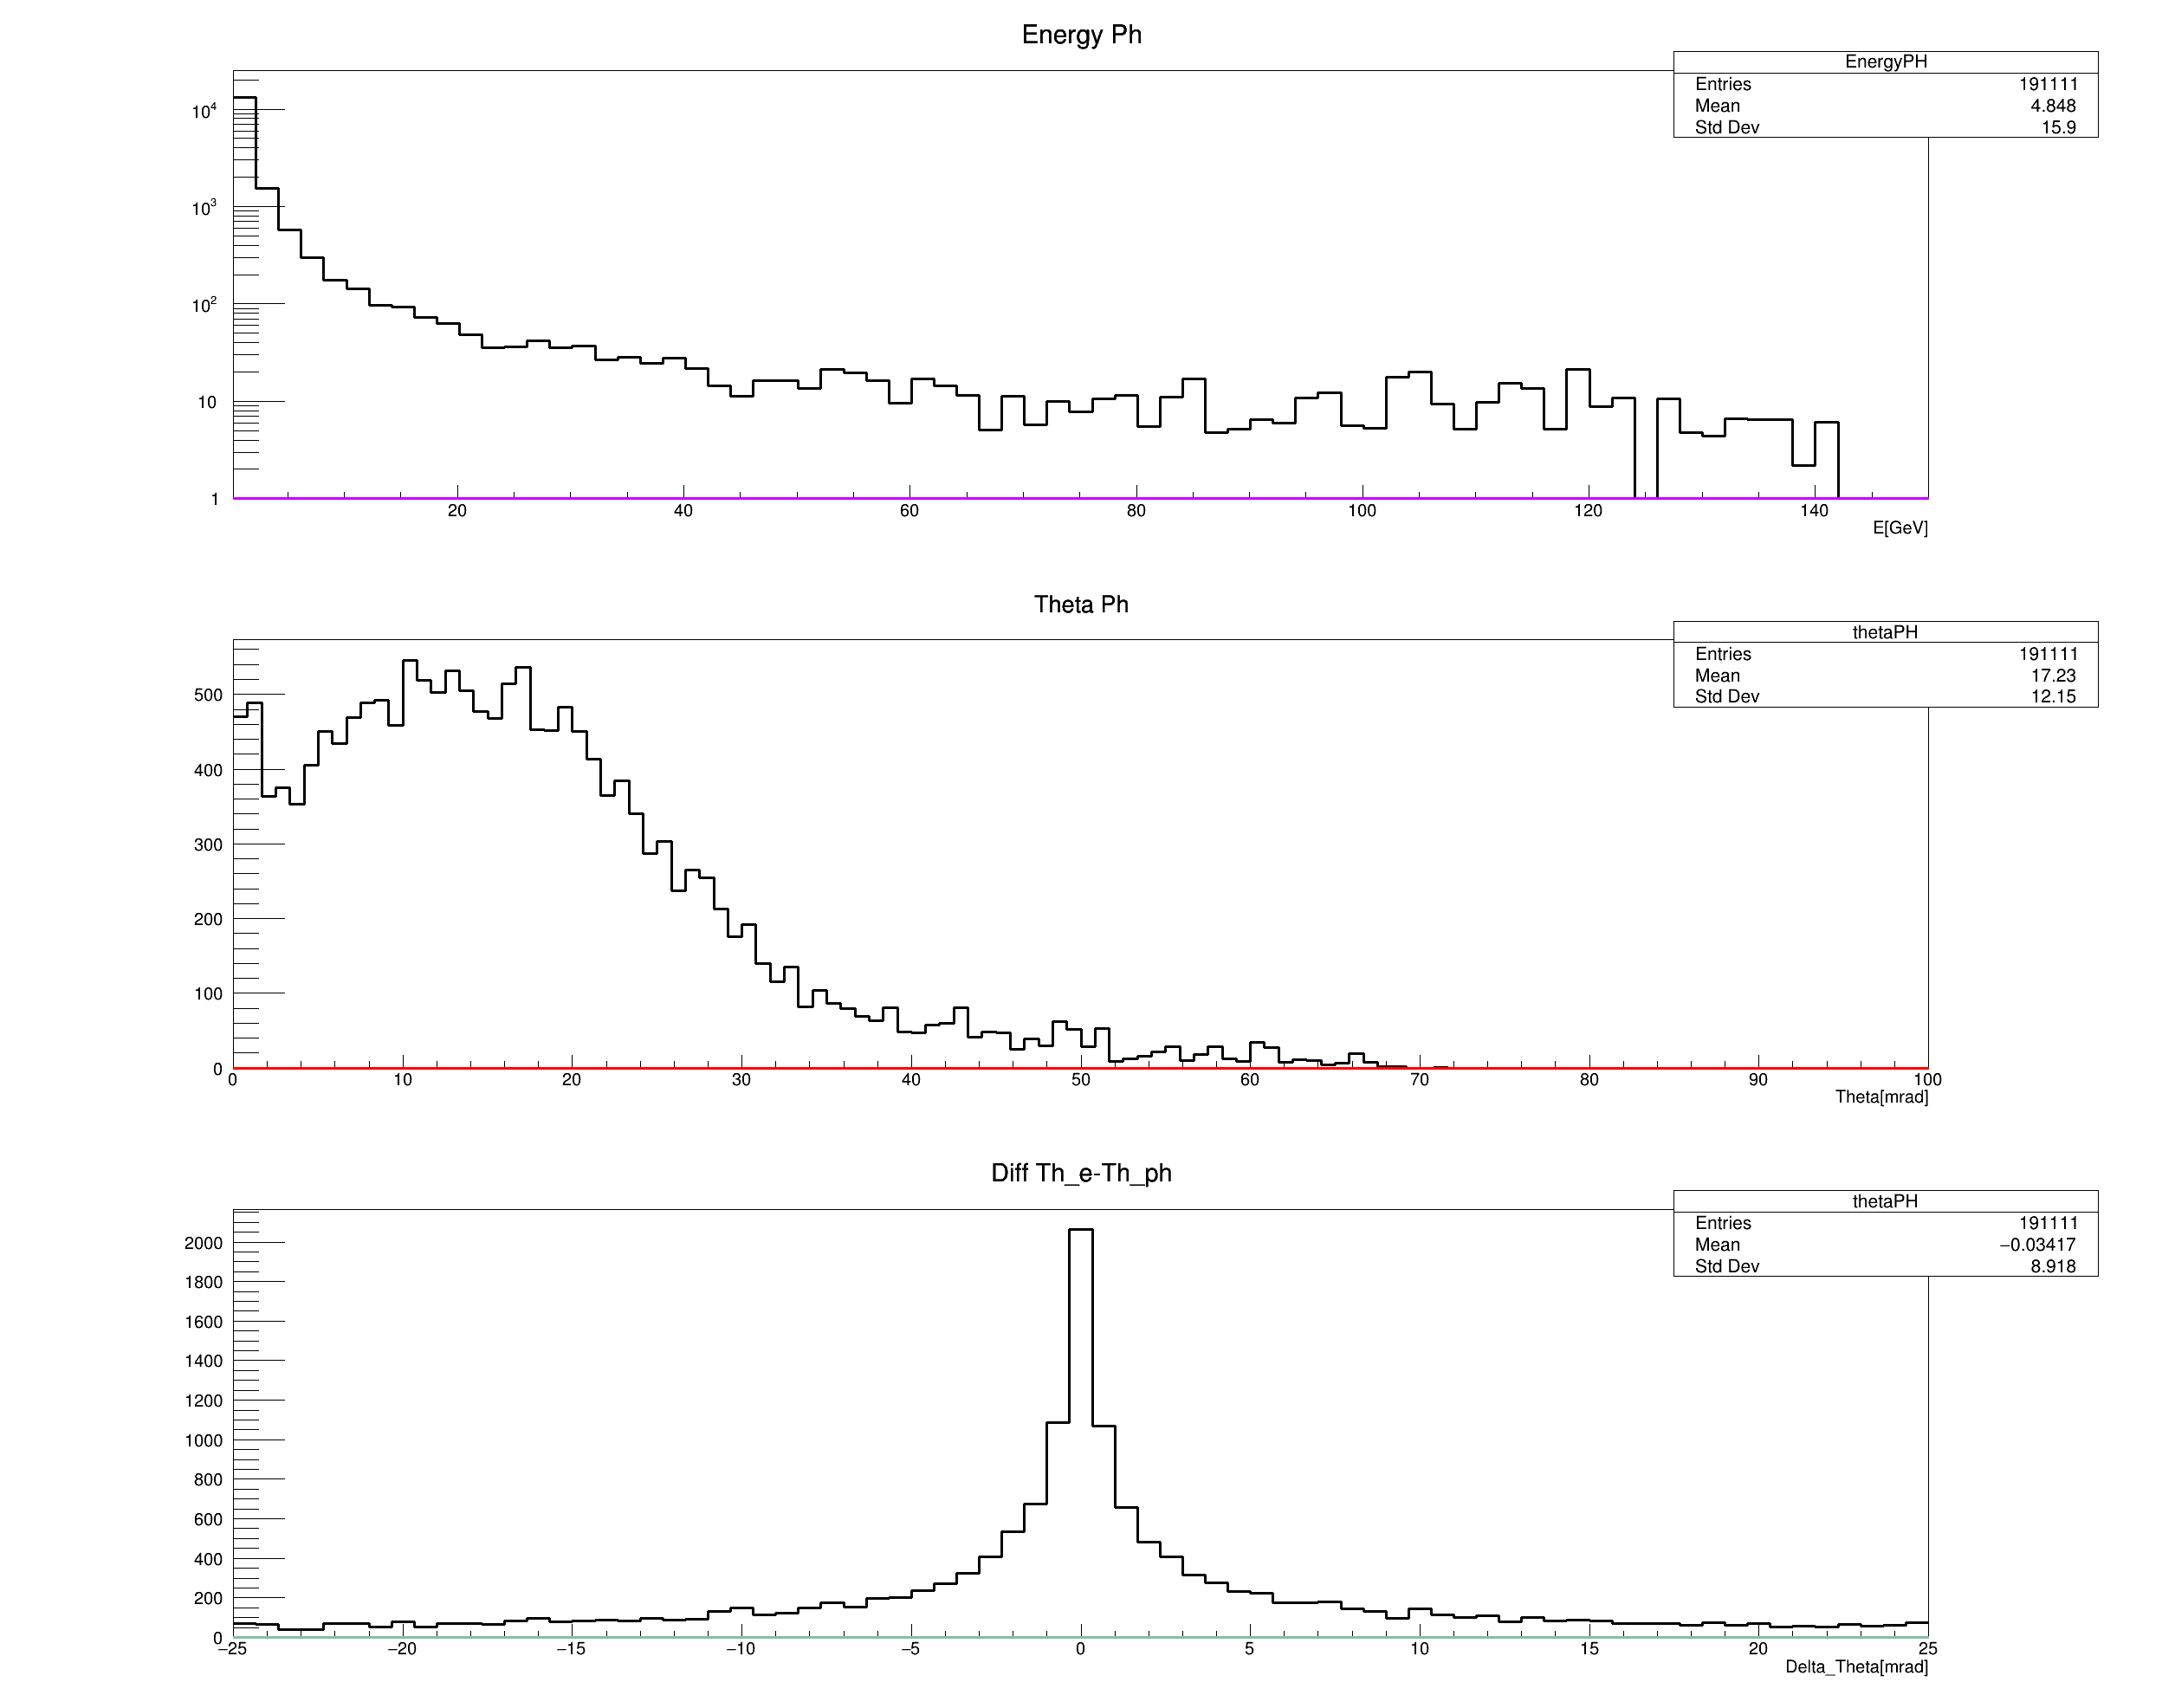 Energy Ph
EnergyPH
Entries 191111
Mean 4.848
Std Dev 15.9
10^4
10^3
10^2
10
1
20 40 60 80 100 120 140
E[GeV]
Theta Ph
thetaPH
Entries 191111
Mean 17.23
Std Dev 12.15
500
400
300
200
100
0
0 10 20 30 40 50 60 70 80 90 100
Theta[mrad]
Diff Th_e-Th_ph
thetaPH
Entries 191111
Mean −0.03417
Std Dev 8.918
2000
1800
1600
1400
1200
1000
800
600
400
200
0
−25 −20 −15 −10 −5 0 5 10 15 20 25
Delta_Theta[mrad]